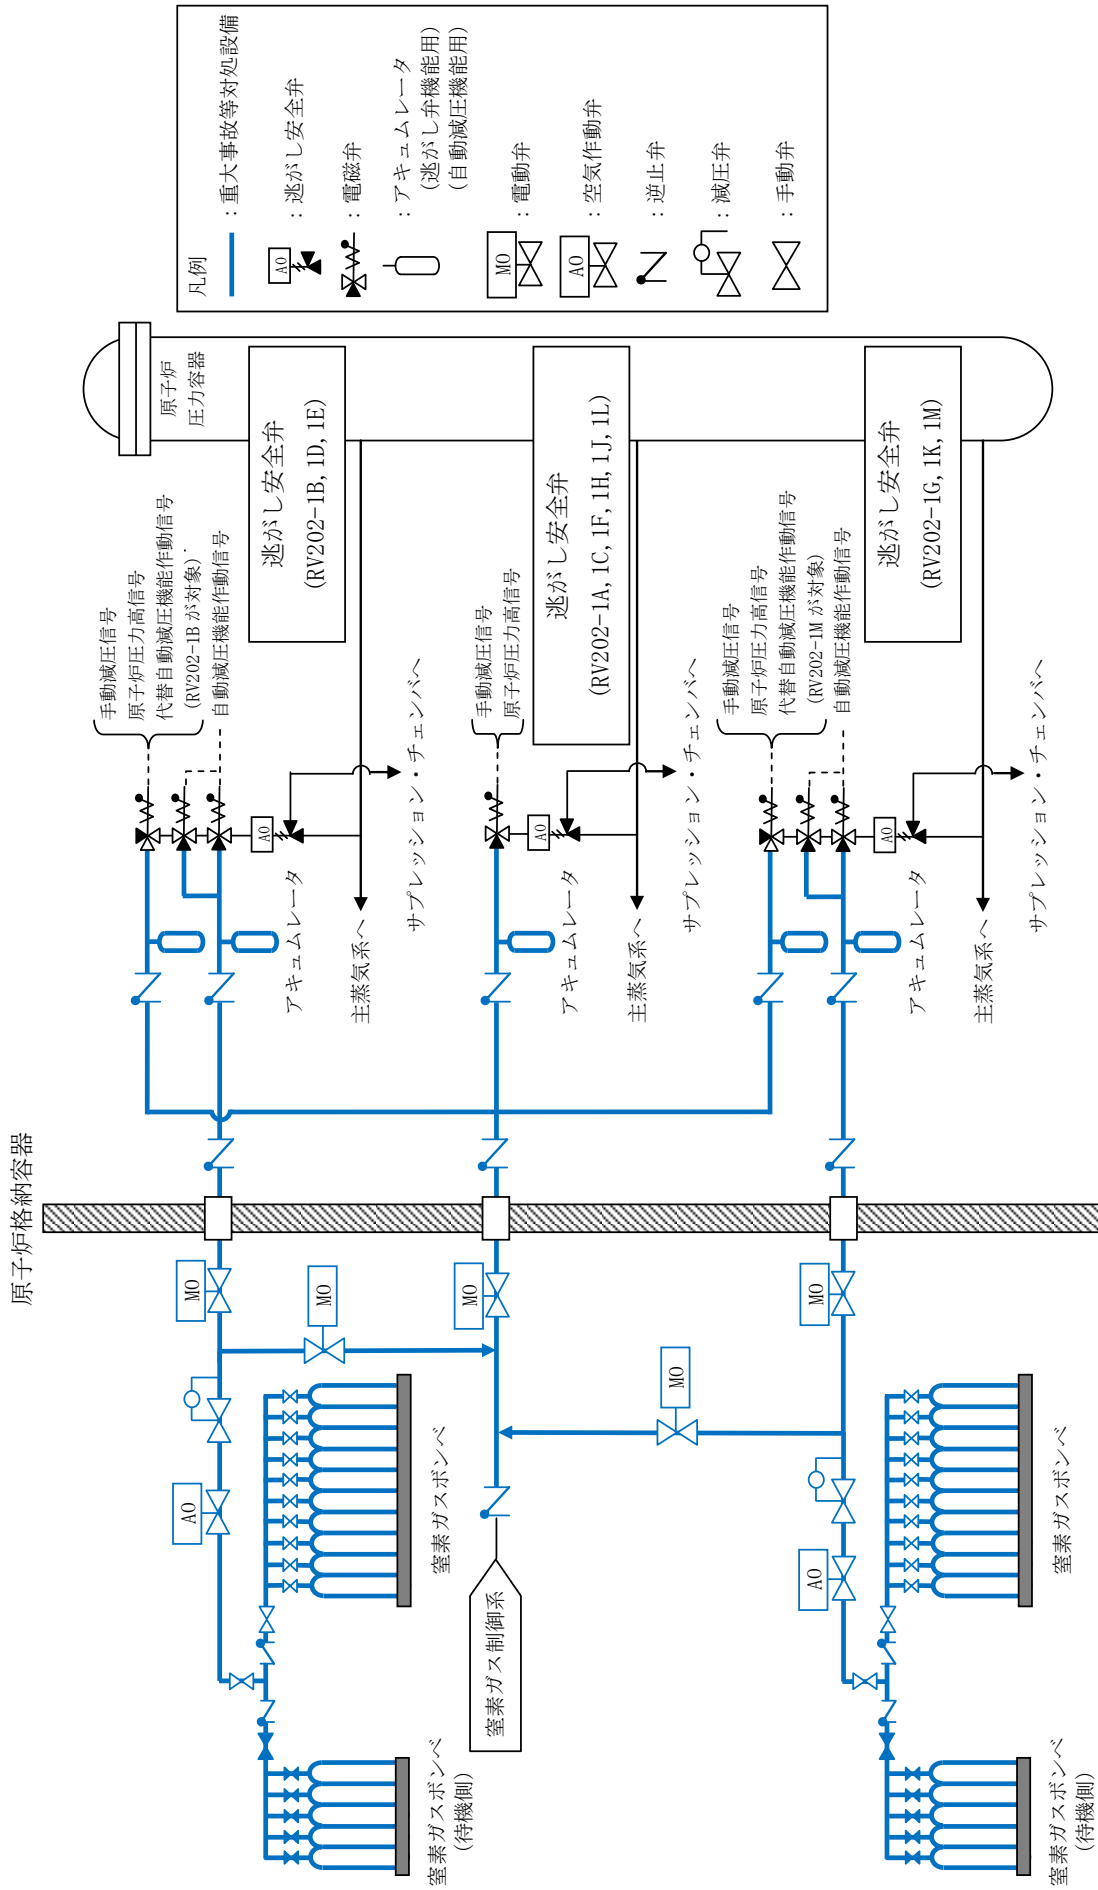 凡例
：重大事故等対処設備
AO
：逃がし安全弁
：電磁弁
：アキュムレータ
(逃がし弁機能用)
(自動減圧機能用)
MO
：電動弁
AO
：空気作動弁
：逆止弁
：減圧弁
：手動弁
原子炉格納容器
原子炉
圧力容器
手動減圧信号
原子炉圧力高信号
代替自動減圧機能作動信号
(RV202-1B が対象)
自動減圧機能作動信号
逃がし安全弁
(RV202-1B, 1D, 1E)
AO
アキュムレータ
主蒸気系へ
サプレッション・チェンバへ
手動減圧信号
原子炉圧力高信号
逃がし安全弁
(RV202-1A, 1C, 1F, 1H, 1J, 1L)
AO
アキュムレータ
主蒸気系へ
サプレッション・チェンバへ
手動減圧信号
原子炉圧力高信号
代替自動減圧機能作動信号
(RV202-1M が対象)
自動減圧機能作動信号
逃がし安全弁
(RV202-1G, 1K, 1M)
AO
アキュムレータ
主蒸気系へ
サプレッション・チェンバへ
MO
MO
MO
MO
MO
AO
AO
窒素ガスボンベ
窒素ガスボンベ
(待機側)
窒素ガス制御系
窒素ガスボンベ
窒素ガスボンベ
(待機側)